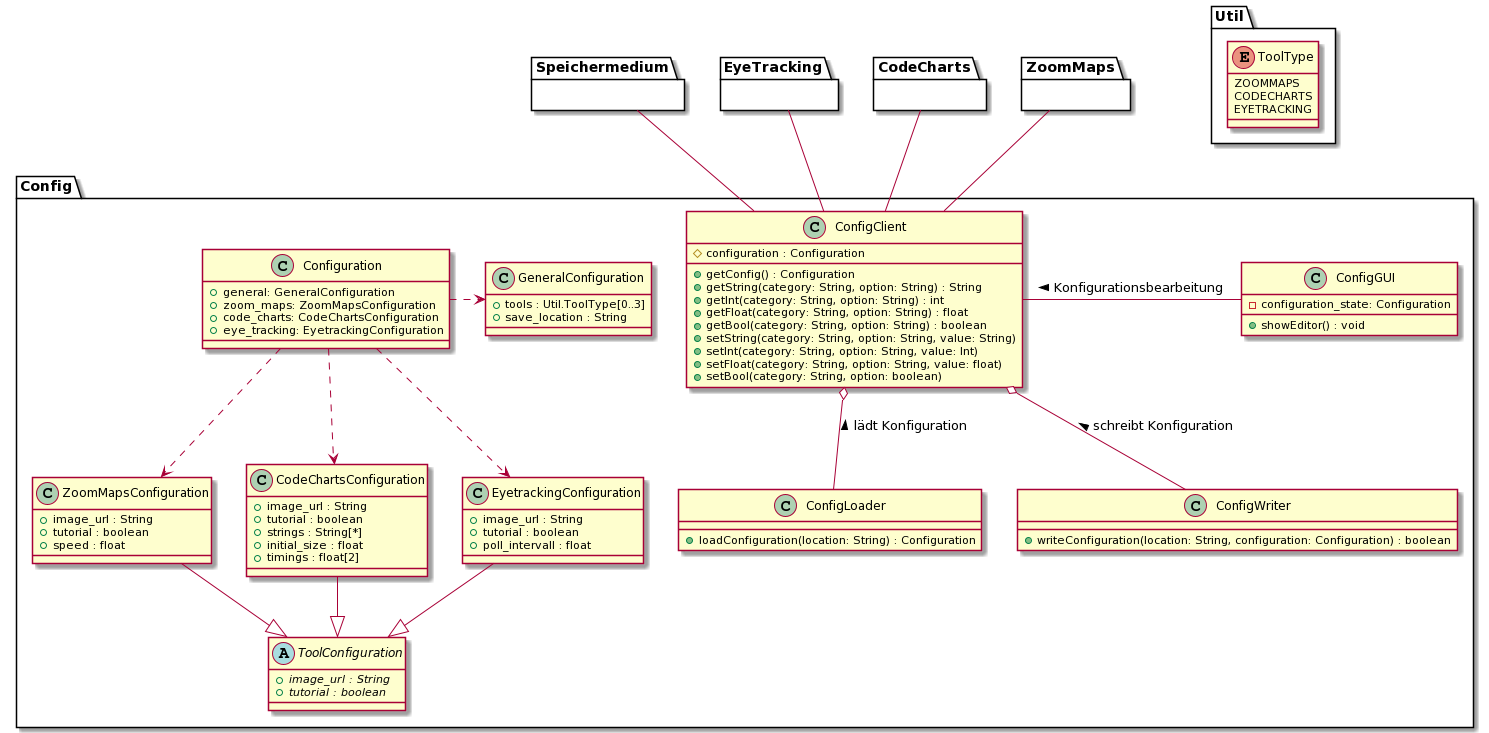 Util
E ToolType
ZOOMMAPS
CODECHARTS
EYETRACKING
Speichermedium
EyeTracking
CodeCharts
ZoomMaps
Config
C ConfigClient
configuration : Configuration
getConfig() : Configuration
getString(category: String, option: String) : String
getInt(category: String, option: String) : int
getFloat(category: String, option: String) : float
getBool(category: String, option: String) : boolean
setString(category: String, option: String, value: String)
setInt(category: String, option: String, value: Int)
setFloat(category: String, option: String, value: float)
setBool(category: String, option: boolean)
C Configuration
general: GeneralConfiguration
zoom_maps: ZoomMapsConfiguration
code_charts: CodeChartsConfiguration
eye_tracking: EyetrackingConfiguration
C GeneralConfiguration
tools : Util.ToolType[0..3]
save_location : String
Konfigurationsbearbeitung
C ConfigGUI
configuration_state: Configuration
showEditor() : void
lädt Konfiguration
schreibt Konfiguration
C ZoomMapsConfiguration
image_url : String
tutorial : boolean
speed : float
C CodeChartsConfiguration
image_url : String
tutorial : boolean
strings : String[*]
initial_size : float
timings : float[2]
C EyetrackingConfiguration
image_url : String
tutorial : boolean
poll_intervall : float
C ConfigLoader
loadConfiguration(location: String) : Configuration
C ConfigWriter
writeConfiguration(location: String, configuration: Configuration) : boolean
A ToolConfiguration
image_url : String
tutorial : boolean